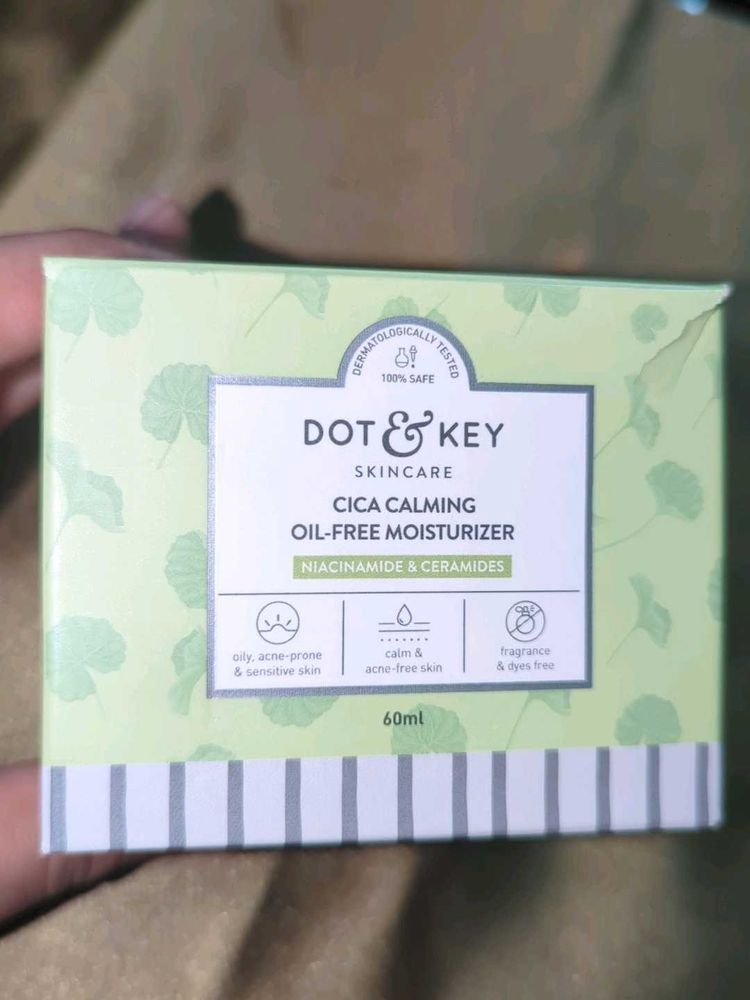 DERMATOLOGICALLY TESTED
100% SAFE
DOT & KEY
SKINCARE
CICA CALMING
OIL-FREE MOISTURIZER
NIACINAMIDE & CERAMIDES
oily, acne-prone
& sensitive skin
calm &
acne-free skin
fragrance
& dyes free
60ml